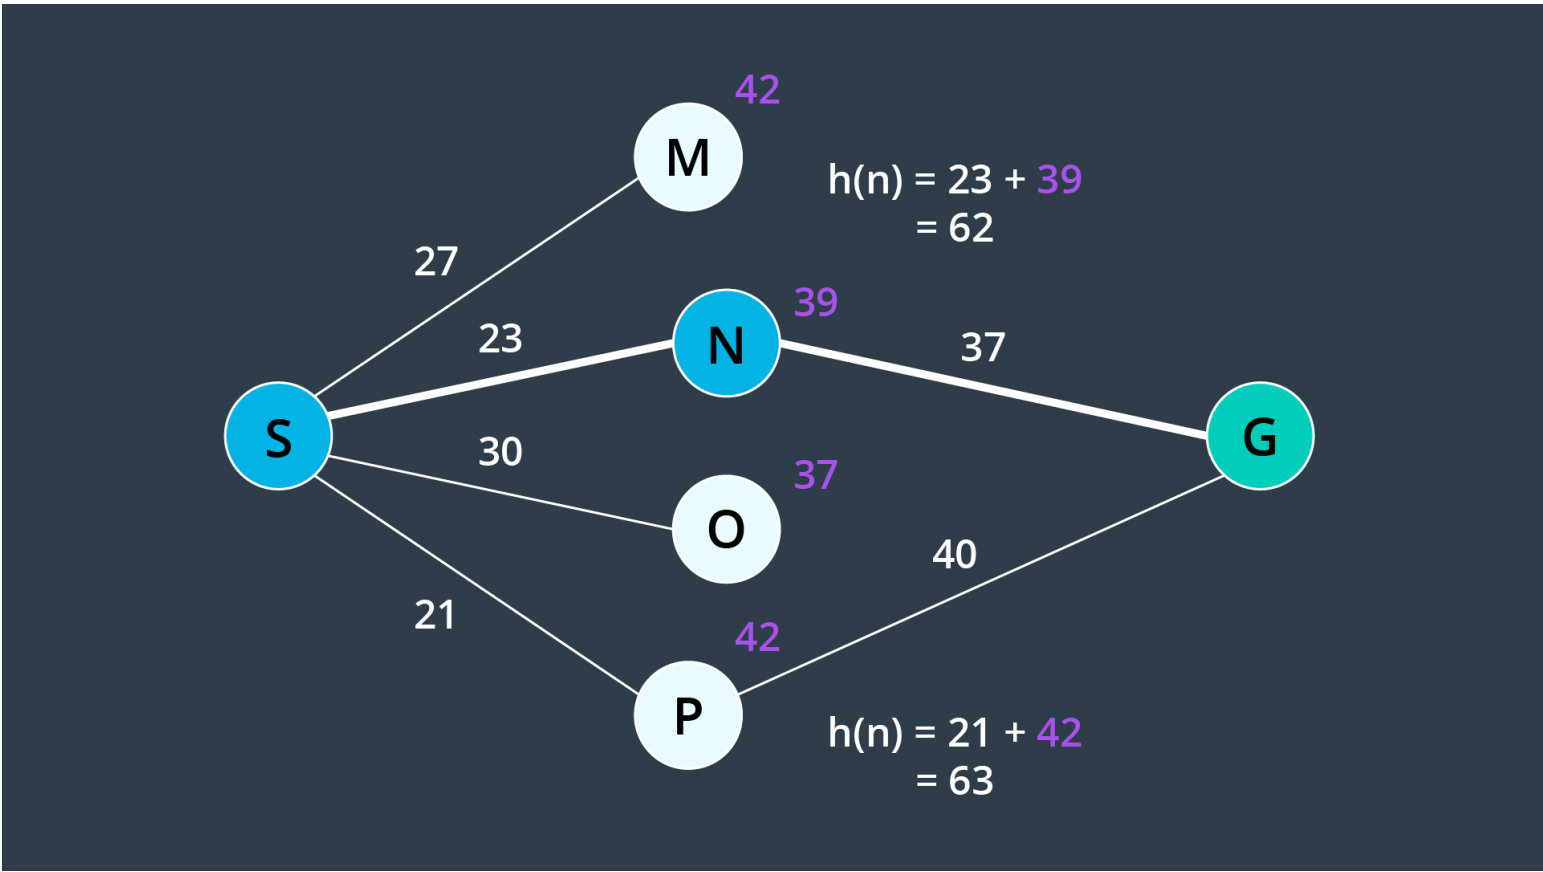 42
M
h(n) = 23 + 39
= 62
27
39
23
N
37
S
G
30
37
O
40
21
42
P
h(n) = 21 + 42
= 63